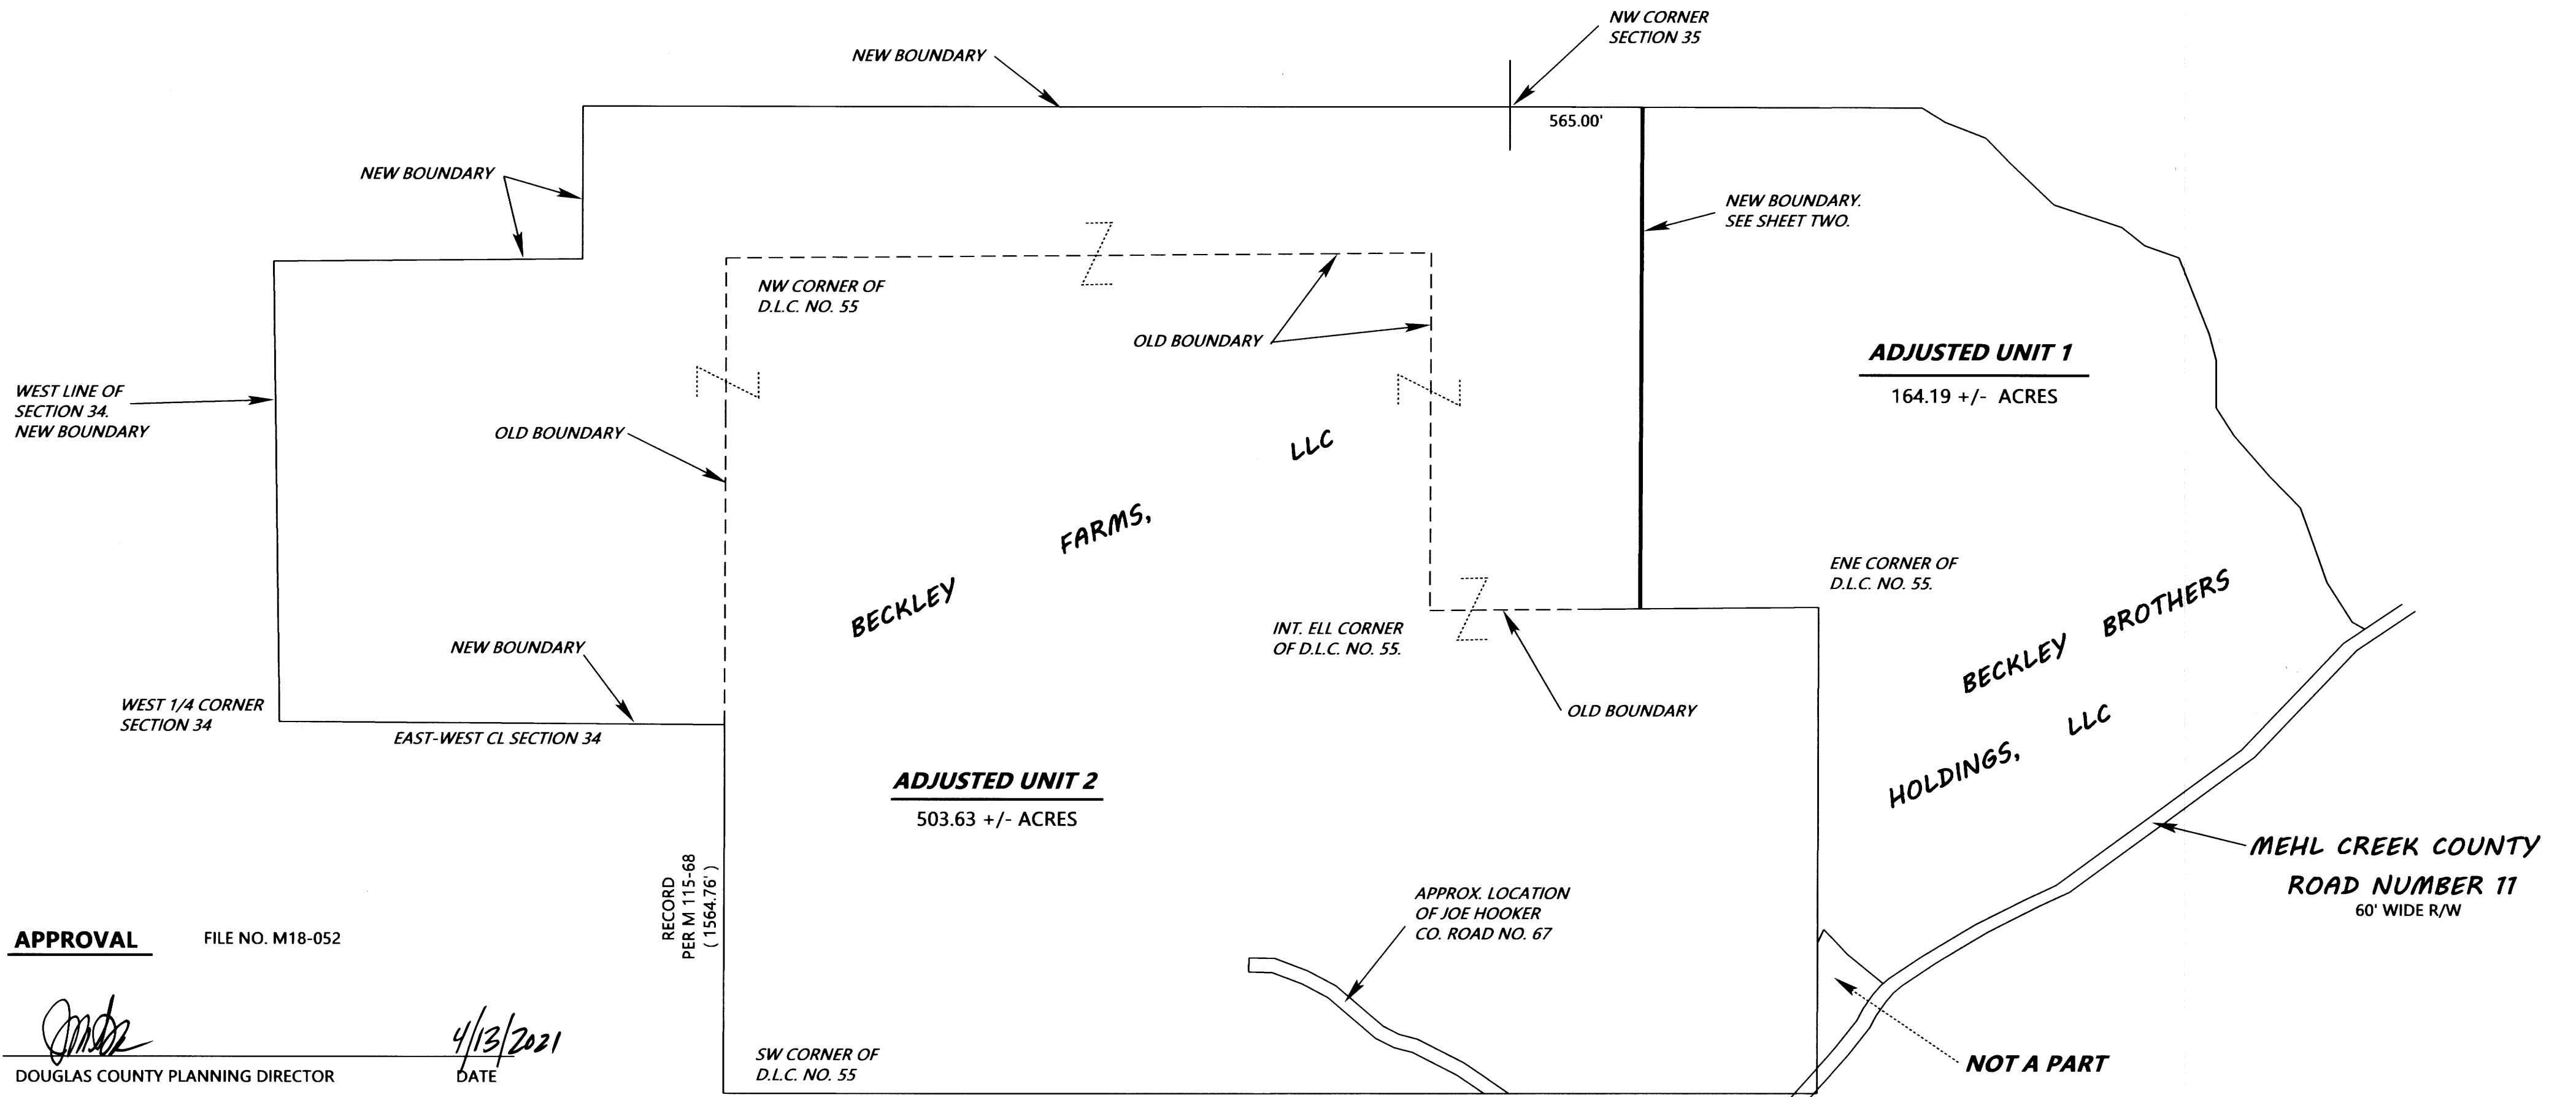 NW CORNER
SECTION 35
NEW BOUNDARY
565.00'
NEW BOUNDARY
NEW BOUNDARY.
SEE SHEET TWO.
NW CORNER OF
D.L.C. NO. 55
OLD BOUNDARY
ADJUSTED UNIT 1
164.19 +/- ACRES
WEST LINE OF
SECTION 34.
NEW BOUNDARY
OLD BOUNDARY
BECKLEY FARMS, LLC
ENE CORNER OF
D.L.C. NO. 55.
INT. ELL CORNER
OF D.L.C. NO. 55.
BECKLEY BROTHERS
HOLDINGS, LLC
NEW BOUNDARY
WEST 1/4 CORNER
SECTION 34
EAST-WEST CL SECTION 34
OLD BOUNDARY
ADJUSTED UNIT 2
503.63 +/- ACRES
RECORD
PER M 115-68
( 1564.76' )
APPROX. LOCATION
OF JOE HOOKER
CO. ROAD NO. 67
MEHL CREEK COUNTY
ROAD NUMBER 11
60' WIDE R/W
APPROVAL FILE NO. M18-052
4/13/2021
DOUGLAS COUNTY PLANNING DIRECTOR DATE
SW CORNER OF
D.L.C. NO. 55
NOT A PART